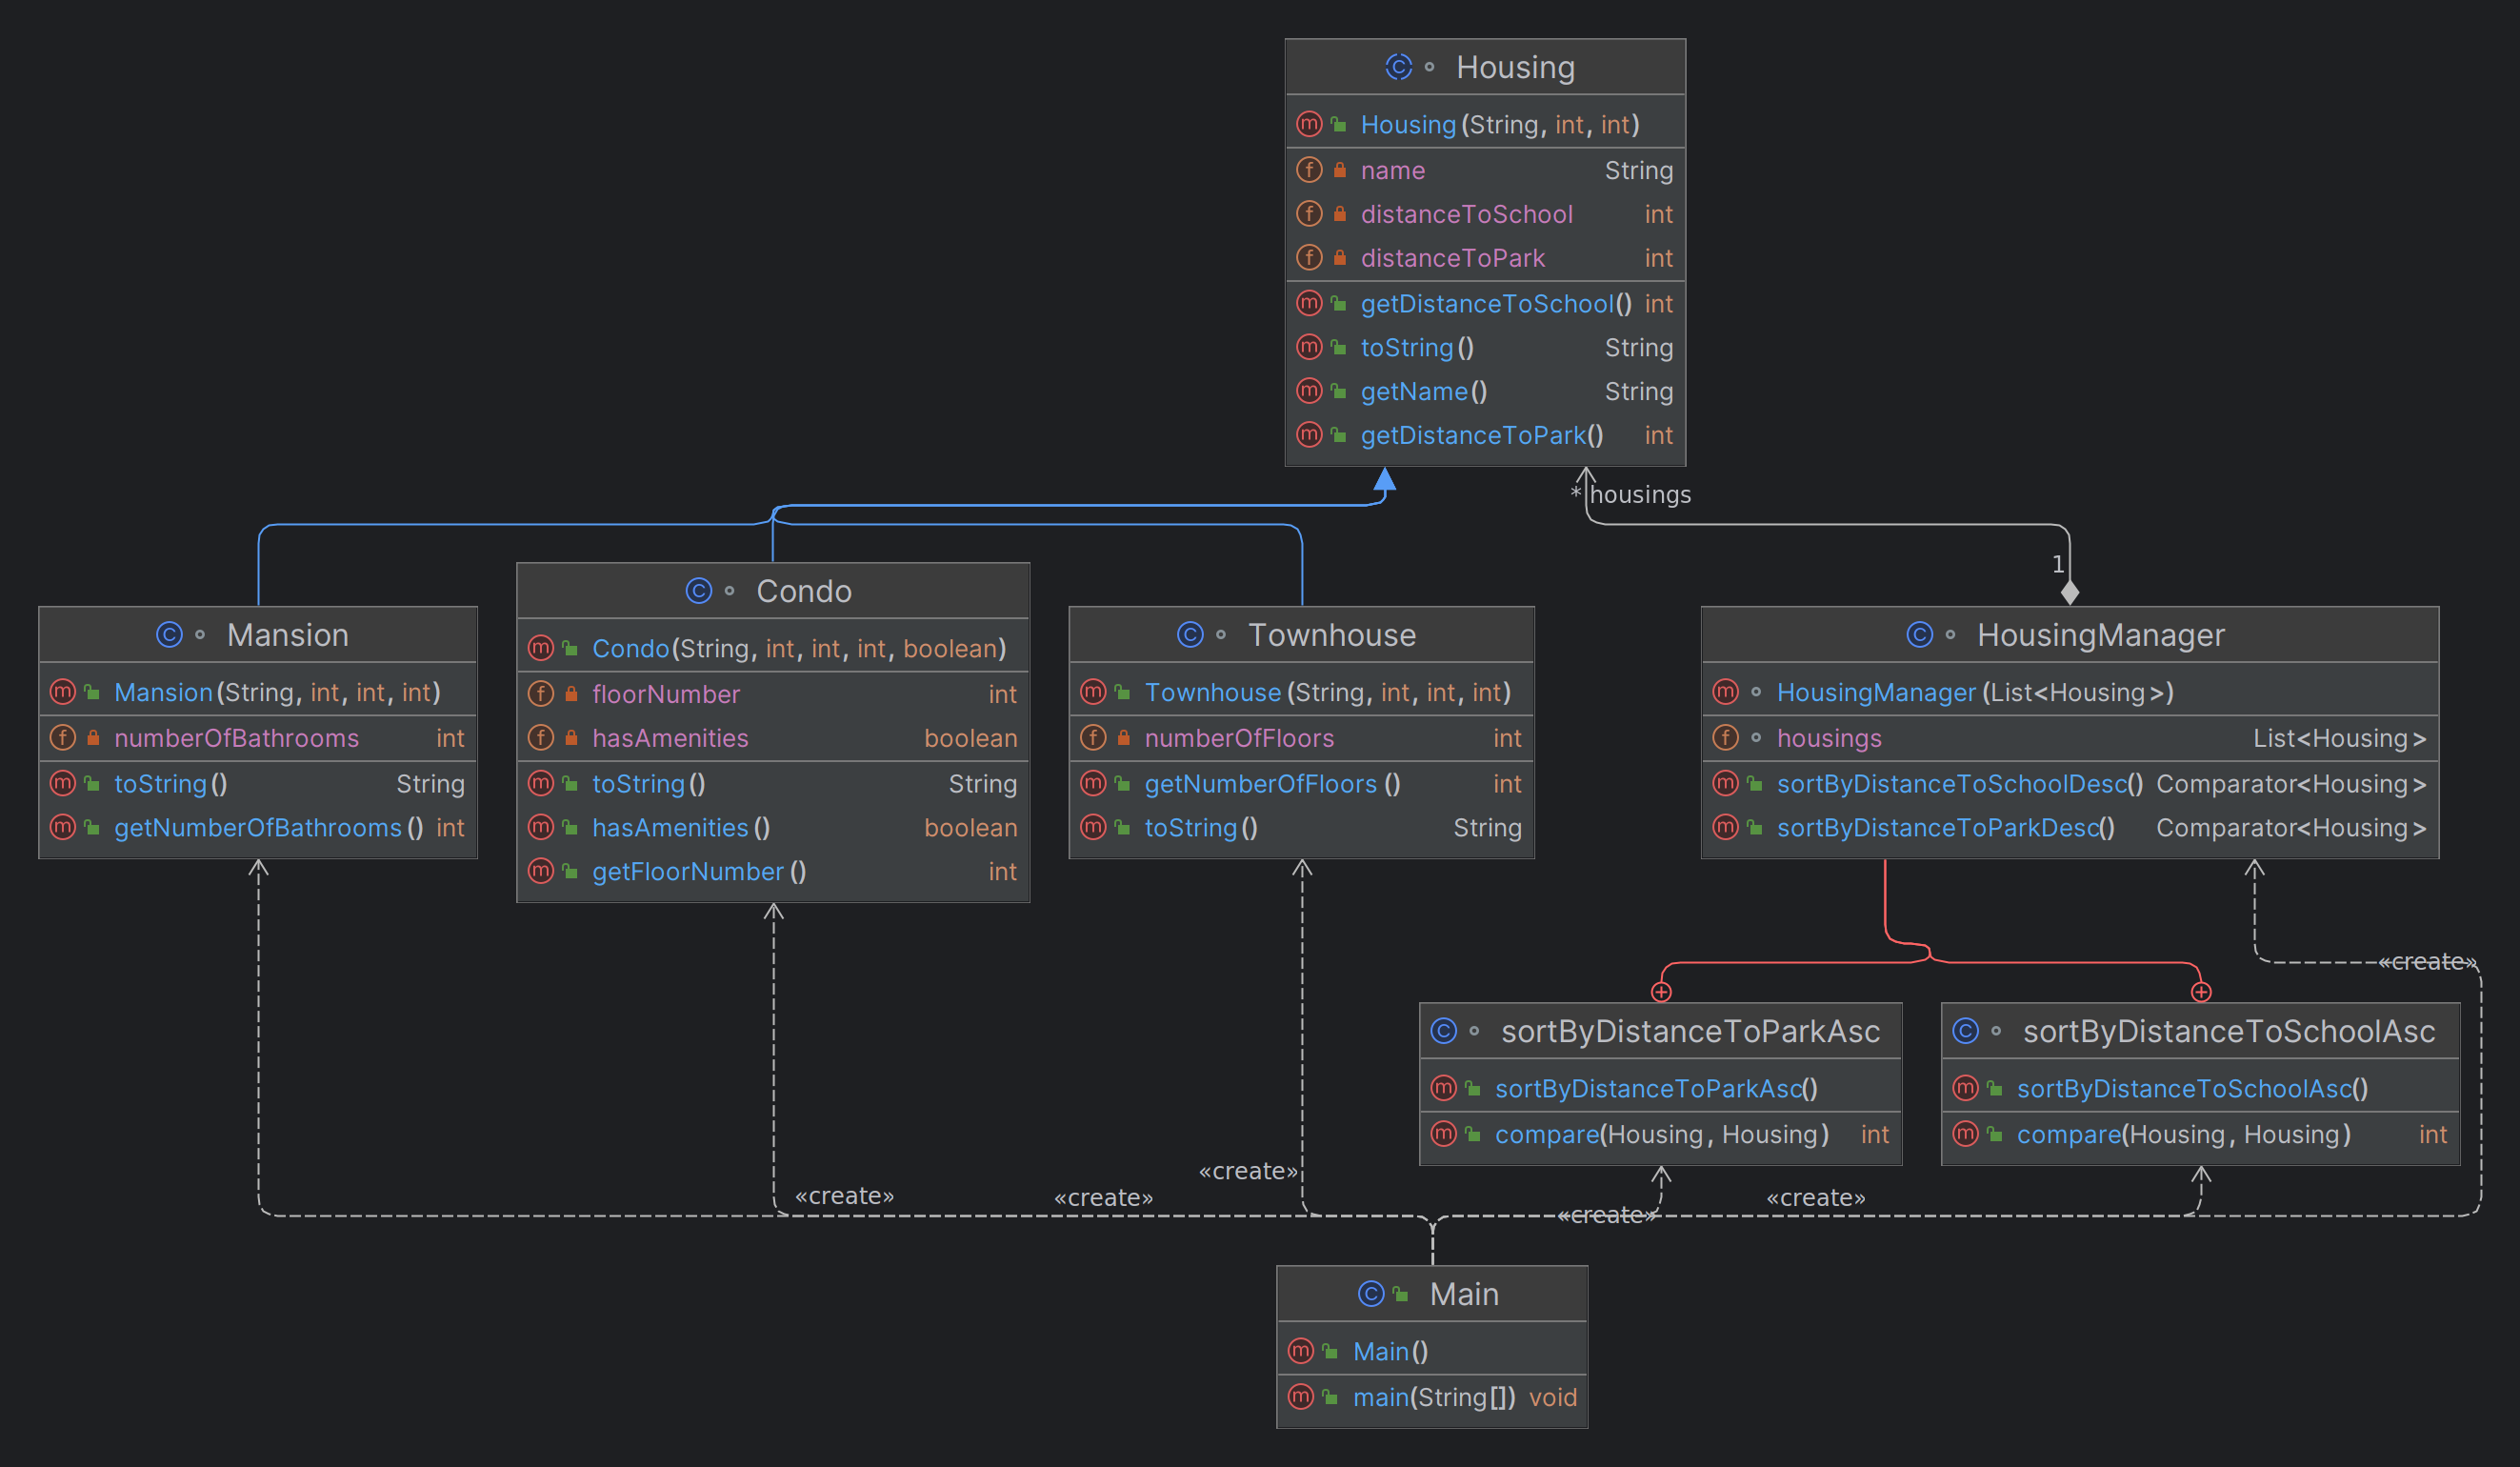 Housing
Housing(String, int, int)
name String
distanceToSchool int
distanceToPark int
getDistanceToSchool() int
toString() String
getName() String
getDistanceToPark() int
* housings
1
Mansion
Mansion(String, int, int, int)
numberOfBathrooms int
toString() String
getNumberOfBathrooms() int
Condo
Condo(String, int, int, int, boolean)
floorNumber int
hasAmenities boolean
toString() String
hasAmenities() boolean
getFloorNumber() int
Townhouse
Townhouse(String, int, int, int)
numberOfFloors int
getNumberOfFloors() int
toString() String
HousingManager
HousingManager(List<Housing>)
housings List<Housing>
sortByDistanceToSchoolDesc() Comparator<Housing>
sortByDistanceToParkDesc() Comparator<Housing>
«create»
sortByDistanceToParkAsc
sortByDistanceToParkAsc()
compare(Housing, Housing) int
sortByDistanceToSchoolAsc
sortByDistanceToSchoolAsc()
compare(Housing, Housing) int
«create»
«create»
«create»
«create»
«create»
Main
Main()
main(String[]) void